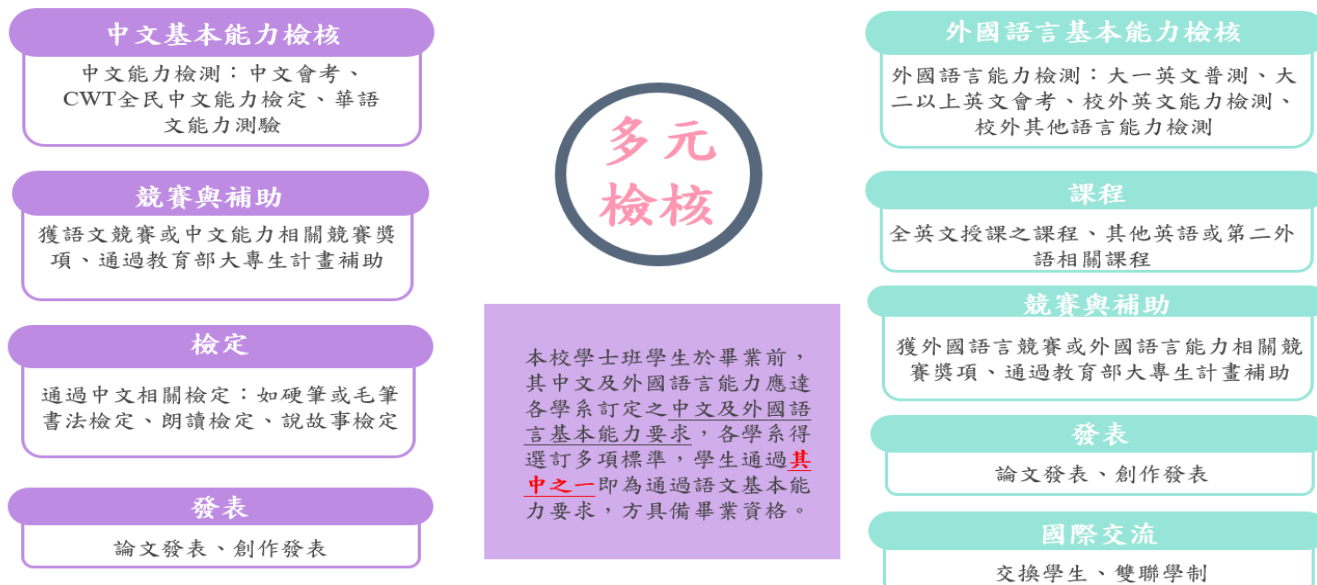 中文基本能力檢核
中文能力檢測：中文會考、
CWT全民中文能力檢定、華語
文能力測驗
競賽與補助
獲語文競賽或中文能力相關競賽獎
項、通過教育部大專生計畫補助
檢定
通過中文相關檢定：如硬筆或毛筆
書法檢定、朗讀檢定、說故事檢定
發表
論文發表、創作發表
多元
檢核
本校學士班學生於畢業前，
其中文及外國語言能力應達
各學系訂定之中文及外國語
言基本能力要求，各學系得
選訂多項標準，學生通過其
中之一即為通過語文基本能
力要求，方具備畢業資格。
外國語言基本能力檢核
外國語言能力檢測：大一英文普測、大
二以上英文會考、校外英文能力檢測、
校外其他語言能力檢測
課程
全英文授課之課程、其他英語或第二外
語相關課程
競賽與補助
獲外國語言競賽或外國語言能力相關競
賽獎項、通過教育部大專生計畫補助
發表
論文發表、創作發表
國際交流
交換學生、雙聯學制